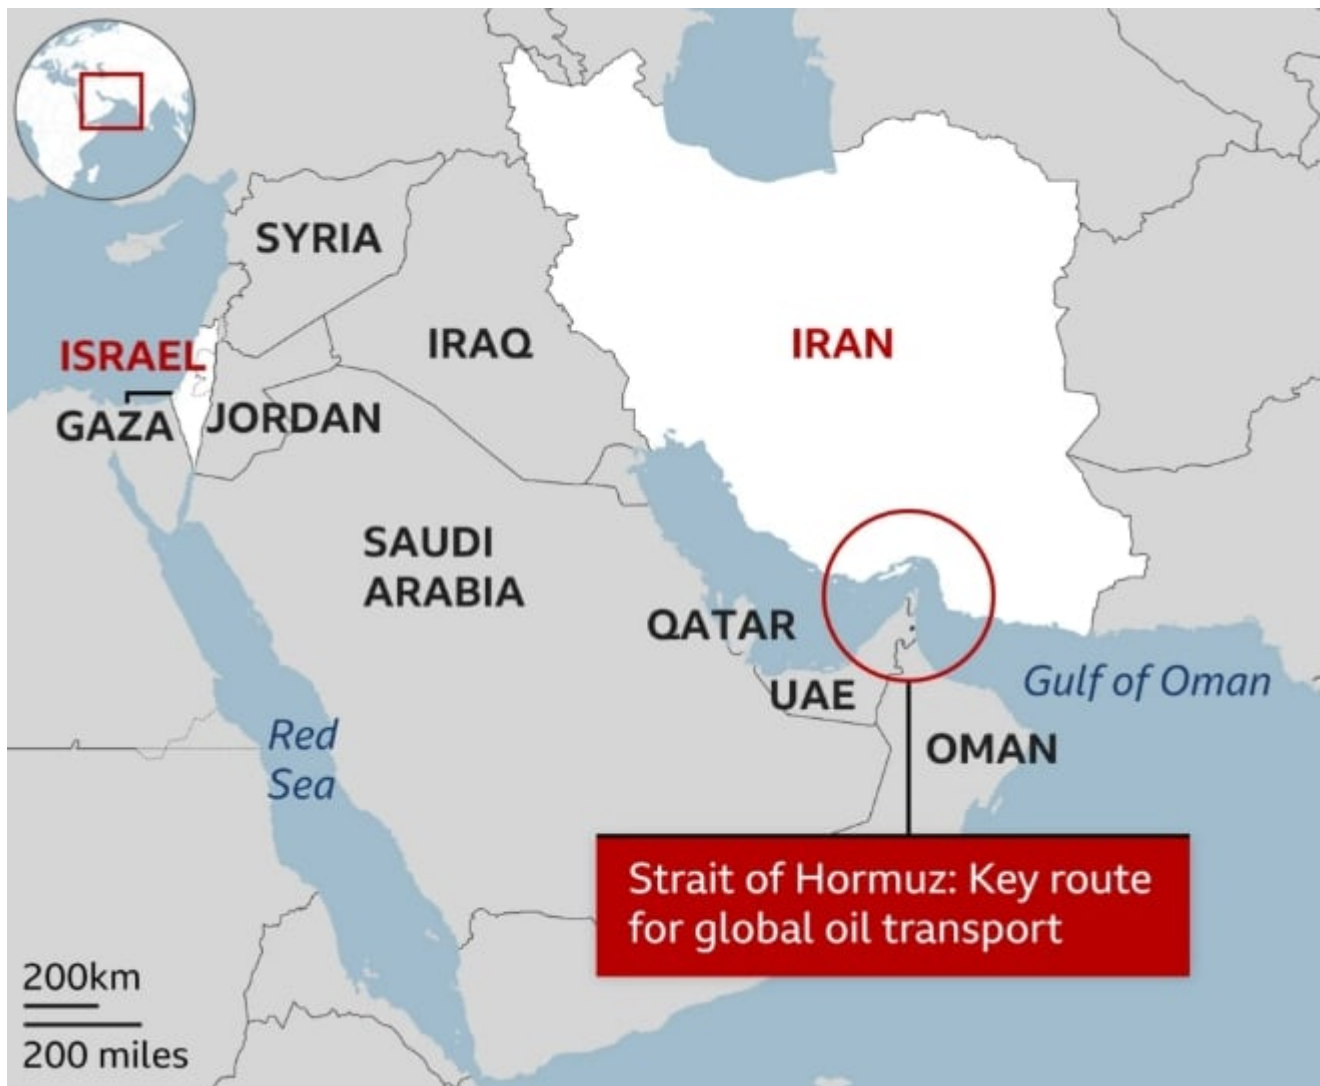 SYRIA
ISRAEL
IRAQ
IRAN
GAZA
JORDAN
SAUDI
ARABIA
QATAR
UAE
Gulf of Oman
Red
Sea
OMAN
Strait of Hormuz: Key route
for global oil transport
200km
200 miles